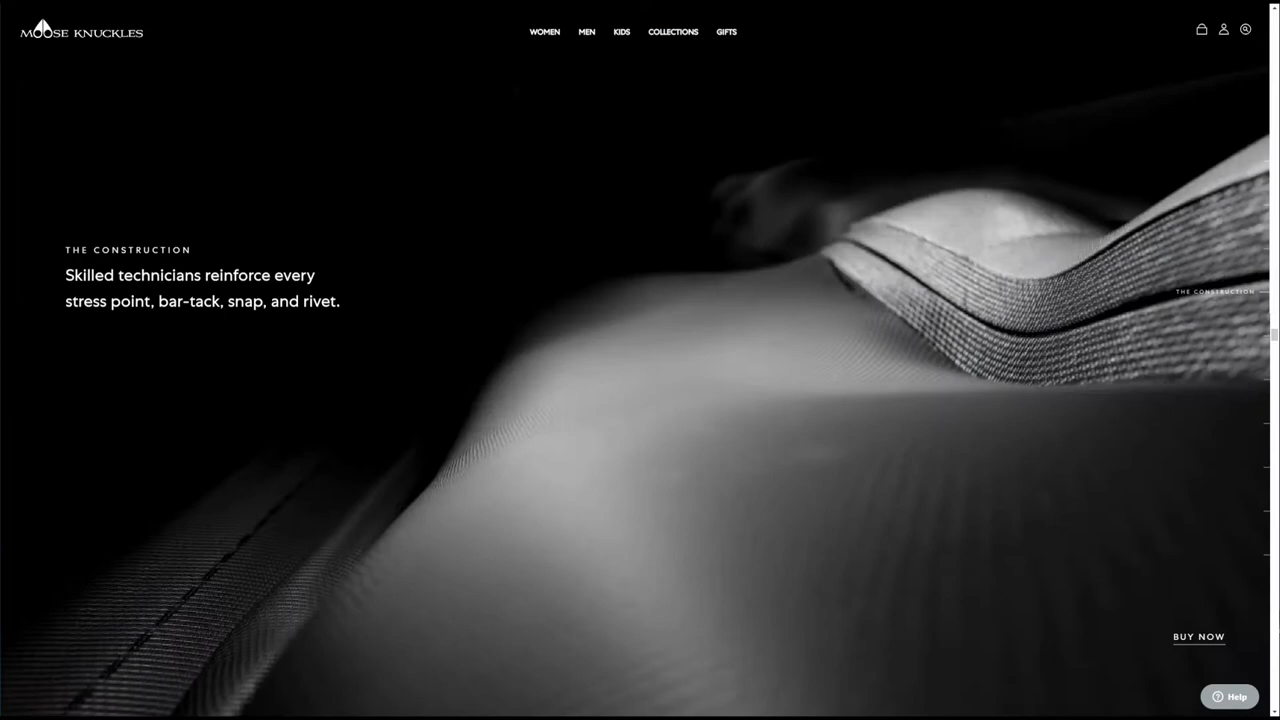 MOOSE KNUCKLES
WOMEN
MEN
KIDS
COLLECTIONS
GIFTS
THE CONSTRUCTION
Skilled technicians reinforce every
stress point, bar-tack, snap, and rivet.
THE CONSTRUCTION
BUY NOW
Help